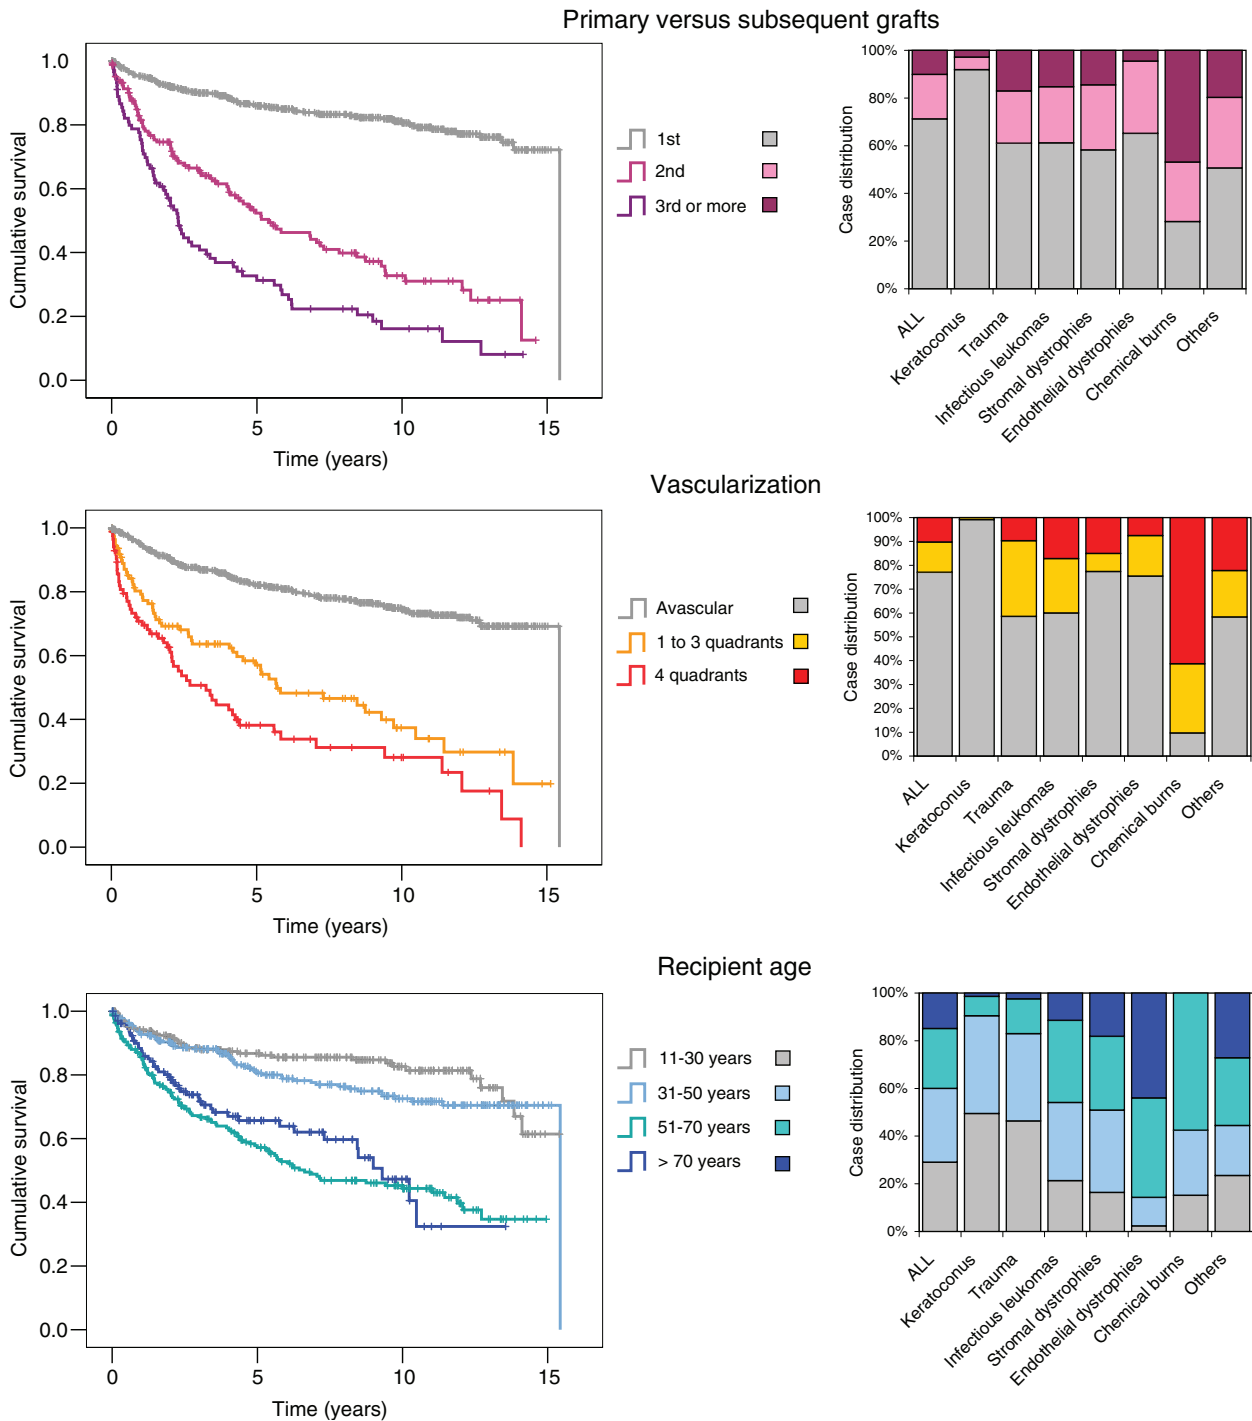 Primary versus subsequent grafts
Cumulative survival
1.0
0.8
0.6
0.4
0.2
0.0
0 5 10 15
Time (years)
1st
2nd
3rd or more
Case distribution
100%
80%
60%
40%
20%
0%
ALL
Keratoconus
Trauma
Infectious leukomas
Stromal dystrophies
Endothelial dystrophies
Chemical burns
Others
Vascularization
Cumulative survival
1.0
0.8
0.6
0.4
0.2
0.0
0 5 10 15
Time (years)
Avascular
1 to 3 quadrants
4 quadrants
Case distribution
100%
90%
80%
70%
60%
50%
40%
30%
20%
10%
0%
ALL
Keratoconus
Trauma
Infectious leukomas
Stromal dystrophies
Endothelial dystrophies
Chemical burns
Others
Recipient age
Cumulative survival
1.0
0.8
0.6
0.4
0.2
0.0
0 5 10 15
Time (years)
11-30 years
31-50 years
51-70 years
> 70 years
Case distribution
100%
80%
60%
40%
20%
0%
ALL
Keratoconus
Trauma
Infectious leukomas
Stromal dystrophies
Endothelial dystrophies
Chemical burns
Others